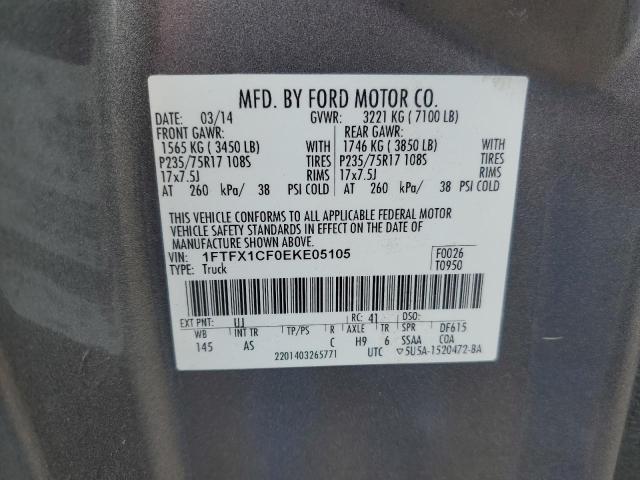 MFD. BY FORD MOTOR CO.
DATE: 03/14 GVWR: 3221 KG ( 7100 LB)
FRONT GAWR: REAR GAWR:
1565 KG ( 3450 LB) WITH 1746 KG ( 3850 LB) WITH
P235/75R17 108S TIRES P235/75R17 108S TIRES
17x7.5J RIMS 17x7.5J RIMS
AT 260 kPa/ 38 PSI COLD AT 260 kPa/ 38 PSI COLD
THIS VEHICLE CONFORMS TO ALL APPLICABLE FEDERAL MOTOR
VEHICLE SAFETY STANDARDS IN EFFECT ON THE DATE OF
MANUFACTURE SHOWN ABOVE.
VIN: 1FTFX1CF0EKE05105 F0026
TYPE: Truck T0950
EXT PNT: UJ RC: 41 DSO:
WB INT TR TP/PS R AXLE TR SPR DF615
145 AS C H9 6 SSAA COA
2201403265771 UTC ▽5U5A-1520472-BA